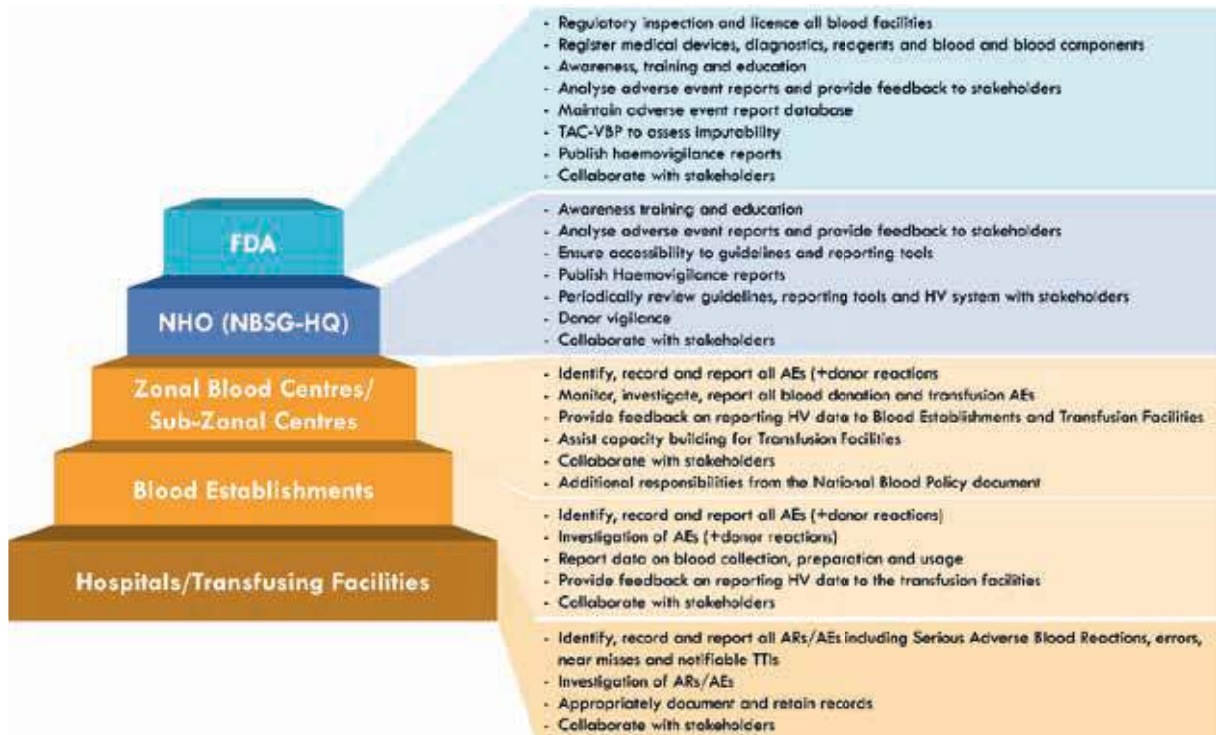 - Regulatory inspection and licence all blood facilities
- Register medical devices, diagnostics, reagents and blood and blood components
- Awareness, training and education
- Analyse adverse event reports and provide feedback to stakeholders
- Maintain adverse event report database
- TAC-VBP to assess imputability
- Publish haemovigilance reports
- Collaborate with stakeholders
FDA
- Awareness training and education
- Analyse adverse event reports and provide feedback to stakeholders
- Ensure accessibility to guidelines and reporting tools
- Publish Haemovigilance reports
- Periodically review guidelines, reporting tools and HV system with stakeholders
- Donor vigilance
- Collaborate with stakeholders
NHO (NBSG-HQ)
- Identify, record and report all AEs (+donor reactions
- Monitor, investigate, report all blood donation and transfusion AEs
- Provide feedback on reporting HV data to Blood Establishments and Transfusion Facilities
- Assist capacity building for Transfusion Facilities
- Collaborate with stakeholders
- Additional responsibilities from the National Blood Policy document
Zonal Blood Centres/
Sub-Zonal Centres
- Identify, record and report all AEs (+donor reactions)
- Investigation of AEs (+donor reactions)
- Report data on blood collection, preparation and usage
- Provide feedback on reporting HV data to the transfusion facilities
- Collaborate with stakeholders
Blood Establishments
- Identify, record and report all ARs/AEs including Serious Adverse Blood Reactions, errors,
near misses and notifiable TTIs
- Investigation of ARs/AEs
- Appropriately document and retain records
- Collaborate with stakeholders
Hospitals/Transfusing Facilities